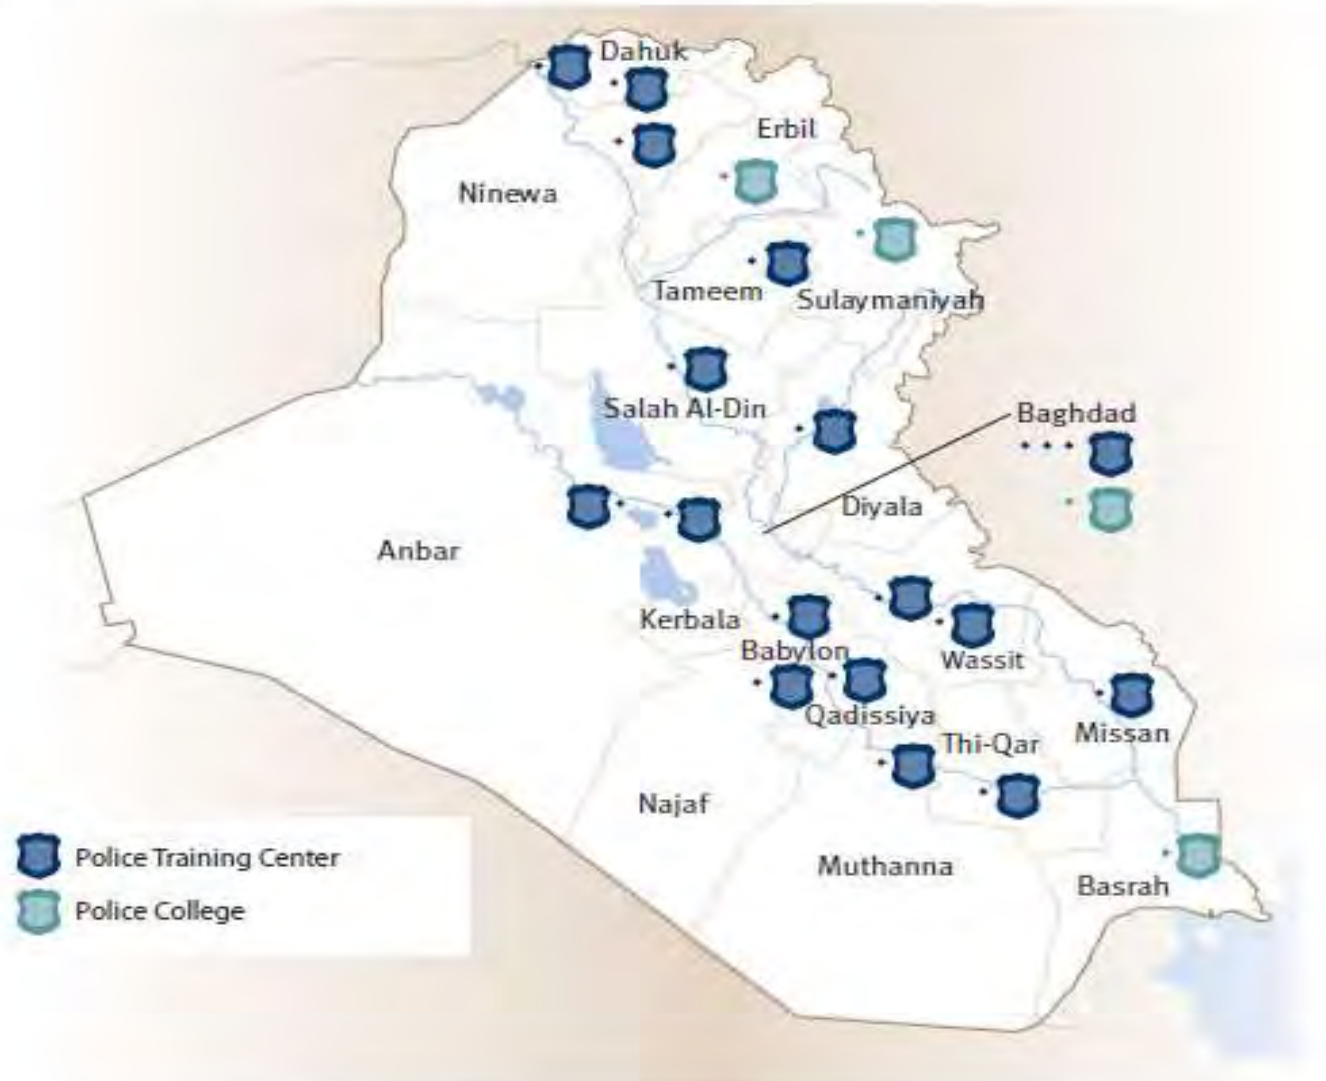 Dahuk
Erbil
Ninewa
Tameem
Sulaymaniyah
Salah Al-Din
Baghdad
Diyala
Anbar
Kerbala
Babylon
Wassit
Qadissiya
Missan
Thi-Qar
Najaf
Muthanna
Basrah
Police Training Center
Police College